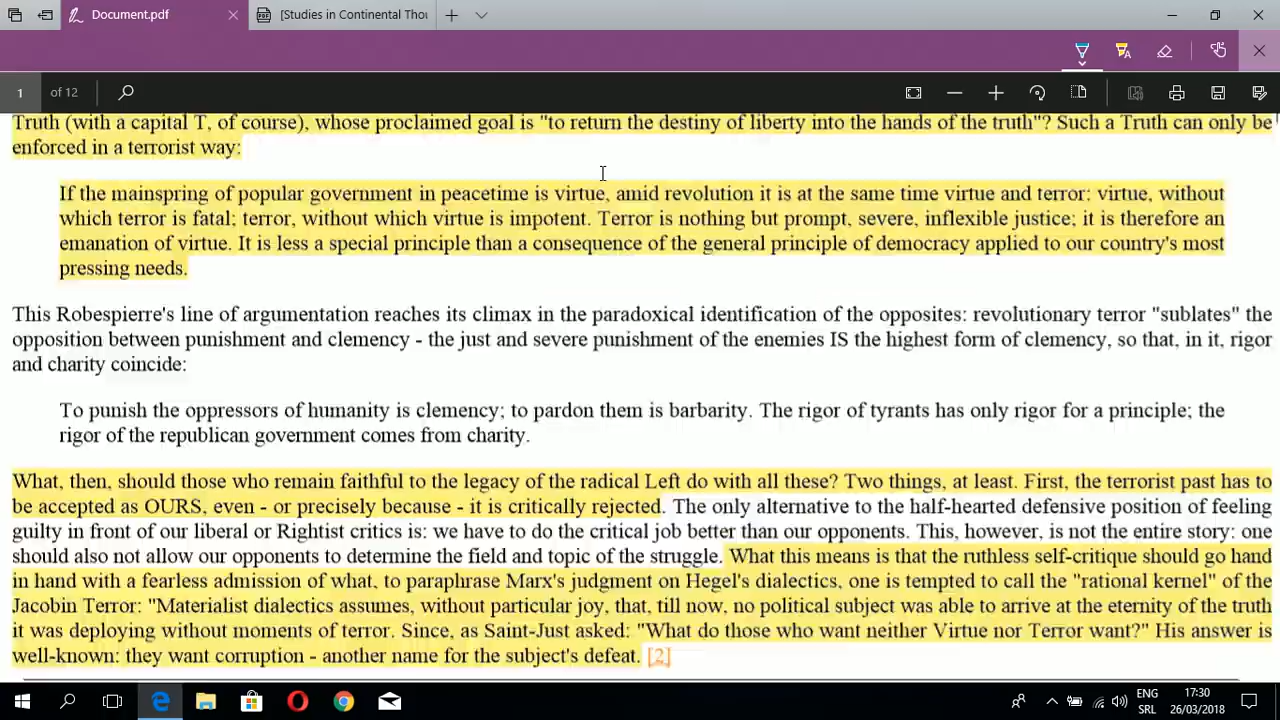 Document.pdf
[Studies in Continental Thou
1 of 12
Truth (with a capital T, of course), whose proclaimed goal is "to return the destiny of liberty into the hands of the truth"? Such a Truth can only be
enforced in a terrorist way:
If the mainspring of popular government in peacetime is virtue, amid revolution it is at the same time virtue and terror: virtue, without
which terror is fatal; terror, without which virtue is impotent. Terror is nothing but prompt, severe, inflexible justice; it is therefore an
emanation of virtue. It is less a special principle than a consequence of the general principle of democracy applied to our country's most
pressing needs.
This Robespierre's line of argumentation reaches its climax in the paradoxical identification of the opposites: revolutionary terror "sublates" the
opposition between punishment and clemency - the just and severe punishment of the enemies IS the highest form of clemency, so that, in it, rigor
and charity coincide:
To punish the oppressors of humanity is clemency; to pardon them is barbarity. The rigor of tyrants has only rigor for a principle; the
rigor of the republican government comes from charity.
What, then, should those who remain faithful to the legacy of the radical Left do with all these? Two things, at least. First, the terrorist past has to
be accepted as OURS, even - or precisely because - it is critically rejected. The only alternative to the half-hearted defensive position of feeling
guilty in front of our liberal or Rightist critics is: we have to do the critical job better than our opponents. This, however, is not the entire story: one
should also not allow our opponents to determine the field and topic of the struggle. What this means is that the ruthless self-critique should go hand
in hand with a fearless admission of what, to paraphrase Marx's judgment on Hegel's dialectics, one is tempted to call the "rational kernel" of the
Jacobin Terror: "Materialist dialectics assumes, without particular joy, that, till now, no political subject was able to arrive at the eternity of the truth
it was deploying without moments of terror. Since, as Saint-Just asked: "What do those who want neither Virtue nor Terror want?" His answer is
well-known: they want corruption - another name for the subject's defeat. [2]
ENG
SRL
17:30
26/03/2018